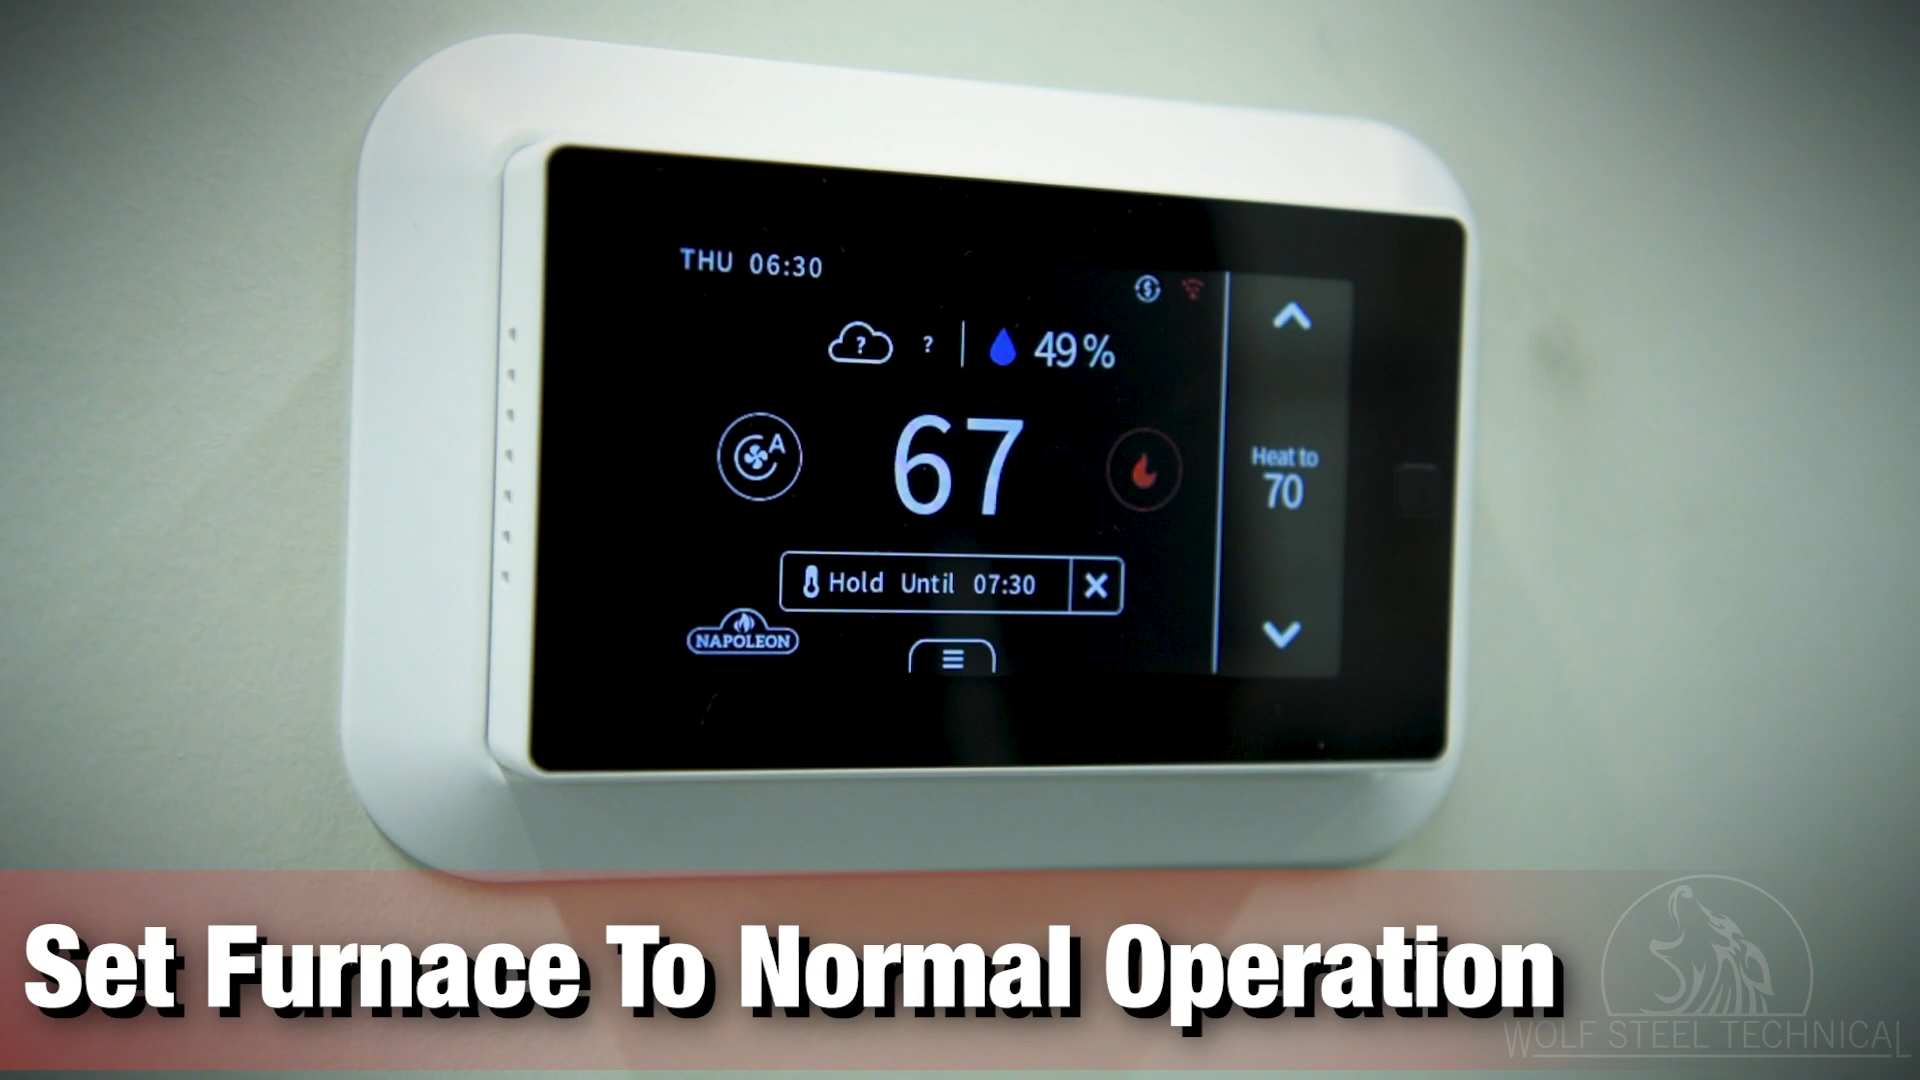 THU 06:30
? ? 49%
A 67
Heat to
70
Hold Until 07:30 X
NAPOLEON
Set Furnace To Normal Operation
WOLF STEEL TECHNICAL